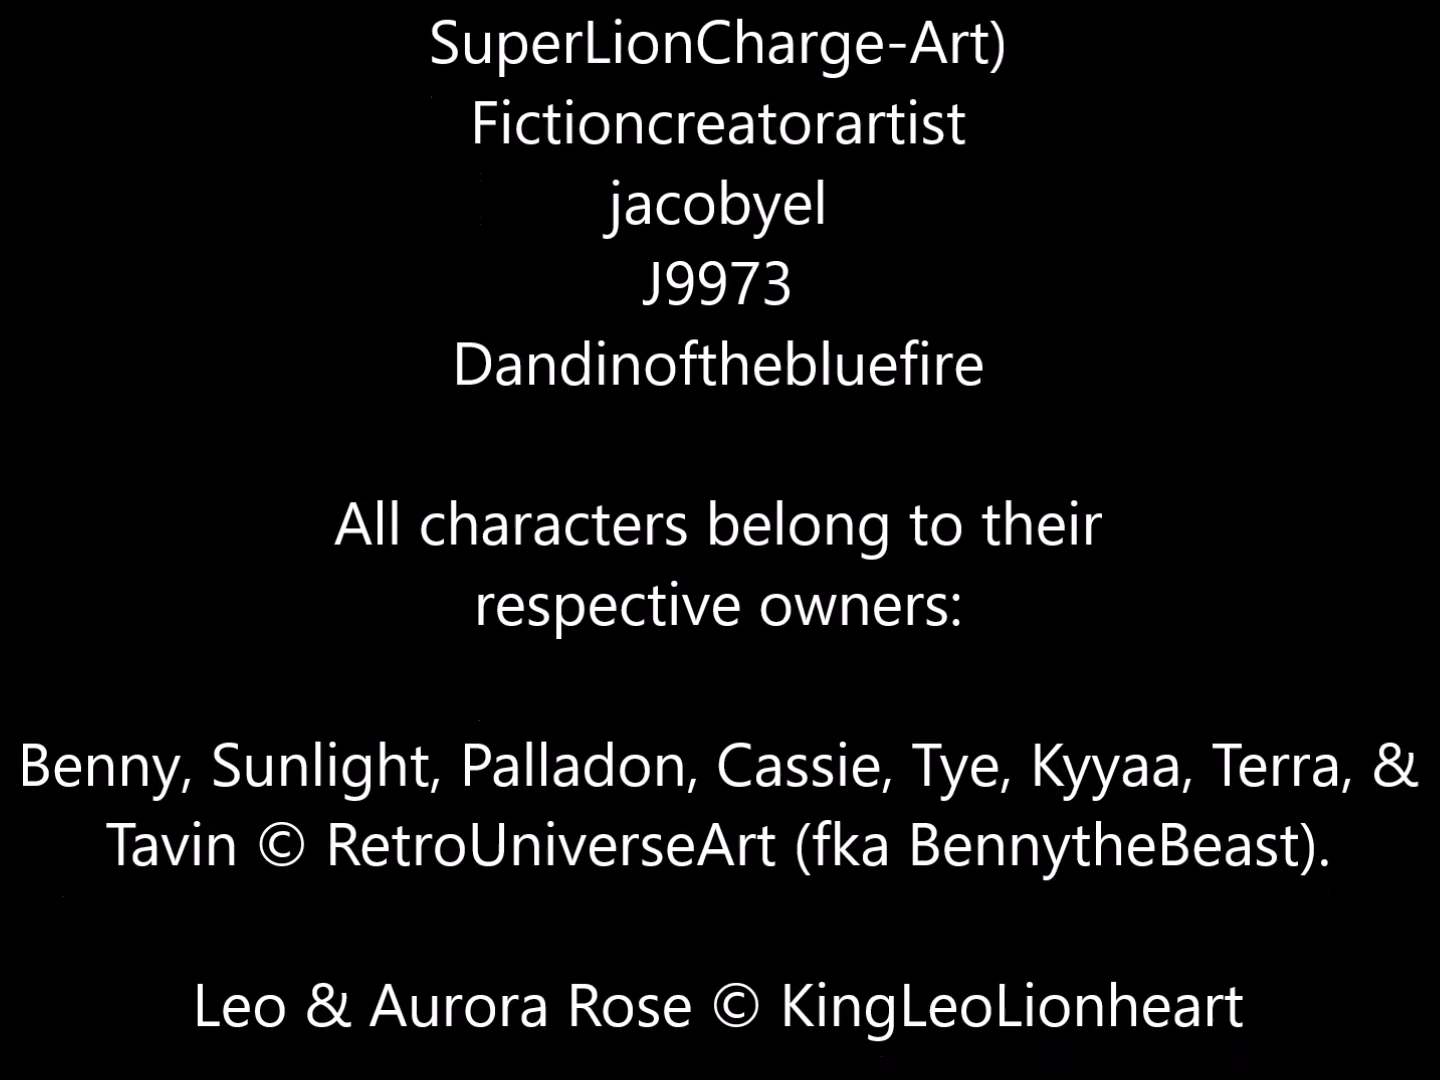 SuperLionCharge-Art)
Fictioncreatorartist
jacobyel
J9973
Dandinofthebluefire
All characters belong to their
respective owners:
Benny, Sunlight, Palladon, Cassie, Tye, Kyyaa, Terra, &
Tavin © RetroUniverseArt (fka BennytheBeast).
Leo & Aurora Rose © KingLeoLionheart